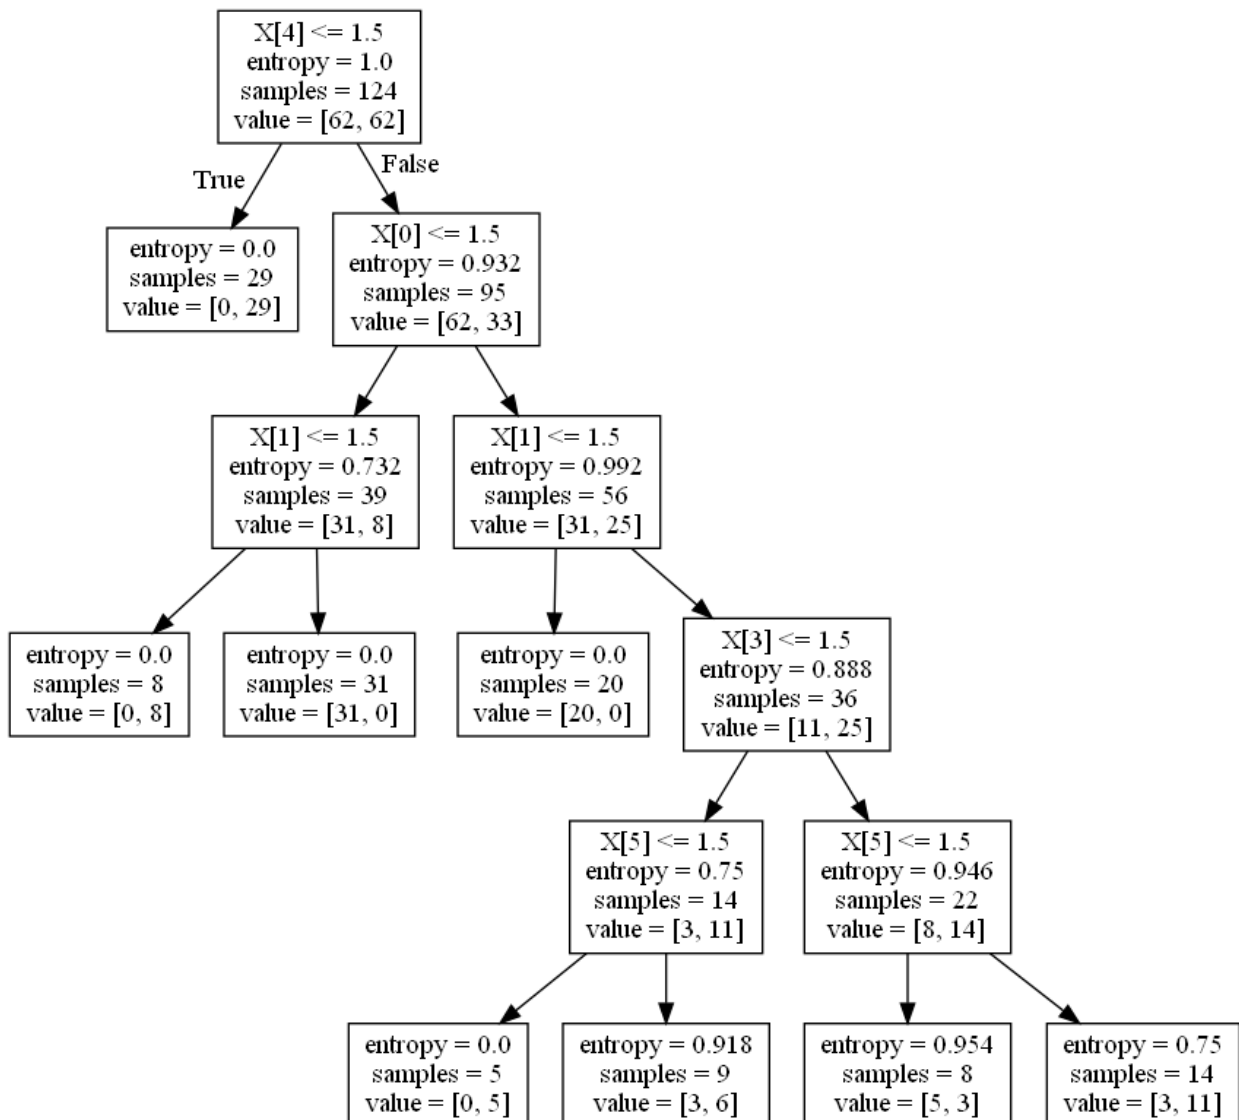 X[4] <= 1.5
entropy = 1.0
samples = 124
value = [62, 62]
True
False
entropy = 0.0
samples = 29
value = [0, 29]
X[0] <= 1.5
entropy = 0.932
samples = 95
value = [62, 33]
X[1] <= 1.5
entropy = 0.732
samples = 39
value = [31, 8]
X[1] <= 1.5
entropy = 0.992
samples = 56
value = [31, 25]
entropy = 0.0
samples = 8
value = [0, 8]
entropy = 0.0
samples = 31
value = [31, 0]
entropy = 0.0
samples = 20
value = [20, 0]
X[3] <= 1.5
entropy = 0.888
samples = 36
value = [11, 25]
X[5] <= 1.5
entropy = 0.75
samples = 14
value = [3, 11]
X[5] <= 1.5
entropy = 0.946
samples = 22
value = [8, 14]
entropy = 0.0
samples = 5
value = [0, 5]
entropy = 0.918
samples = 9
value = [3, 6]
entropy = 0.954
samples = 8
value = [5, 3]
entropy = 0.75
samples = 14
value = [3, 11]